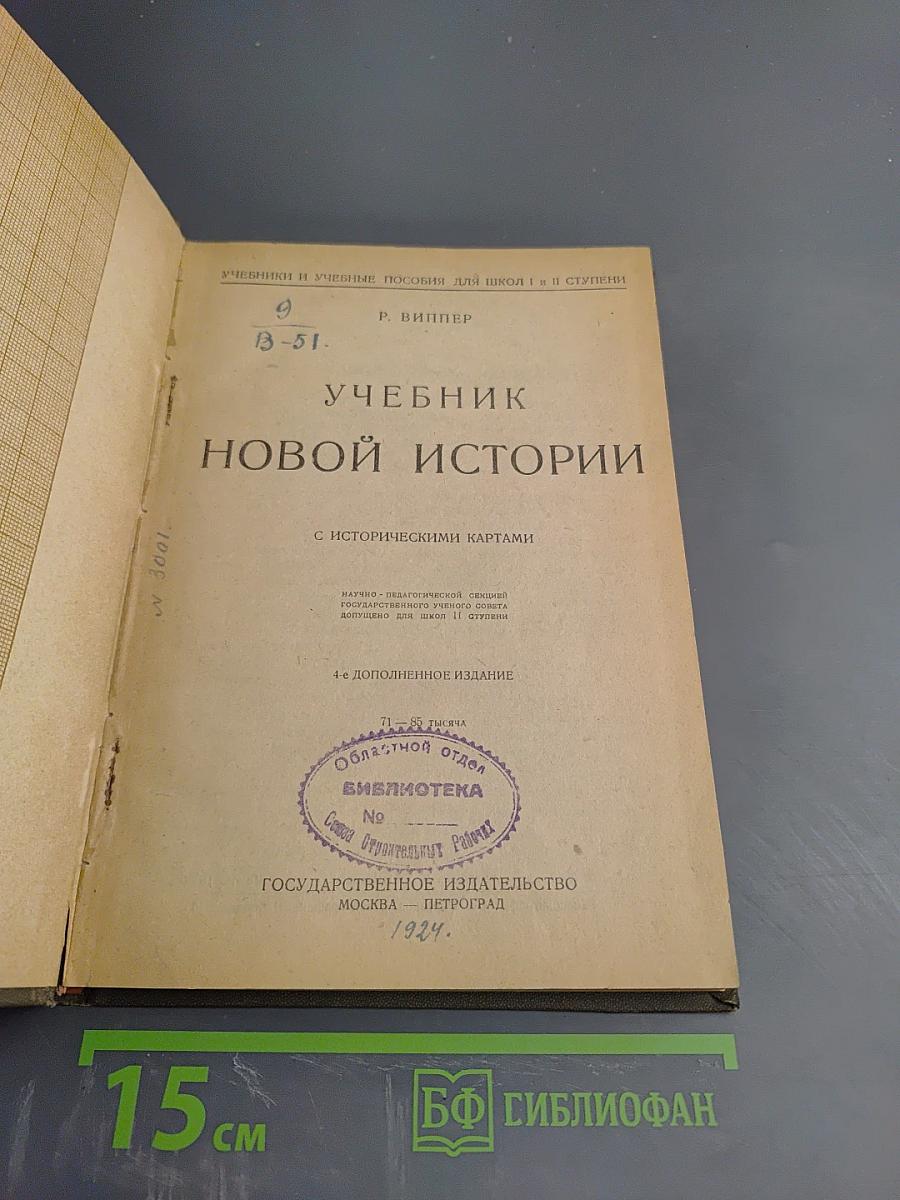 УЧЕБНИКИ И УЧЕБНЫЕ ПОСОБИЯ ДЛЯ ШКОЛ I и II СТУПЕНИ
9
В-51.
Р. ВИППЕР
УЧЕБНИК
НОВОЙ ИСТОРИИ
С ИСТОРИЧЕСКИМИ КАРТАМИ
N 3001.
НАУЧНО-ПЕДАГОГИЧЕСКОЙ СЕКЦИЕЙ
ГОСУДАРСТВЕННОГО УЧЕНОГО СОВЕТА
ДОПУЩЕНО ДЛЯ ШКОЛ II СТУПЕНИ
4-е ДОПОЛНЕННОЕ ИЗДАНИЕ
71 — 85 ТЫСЯЧА
Областной отдел
БИБЛИОТЕКА
№
Союза Строительных Рабочих
ГОСУДАРСТВЕННОЕ ИЗДАТЕЛЬСТВО
МОСКВА — ПЕТРОГРАД
1924.
15 см
БФ БИБЛИОФАН